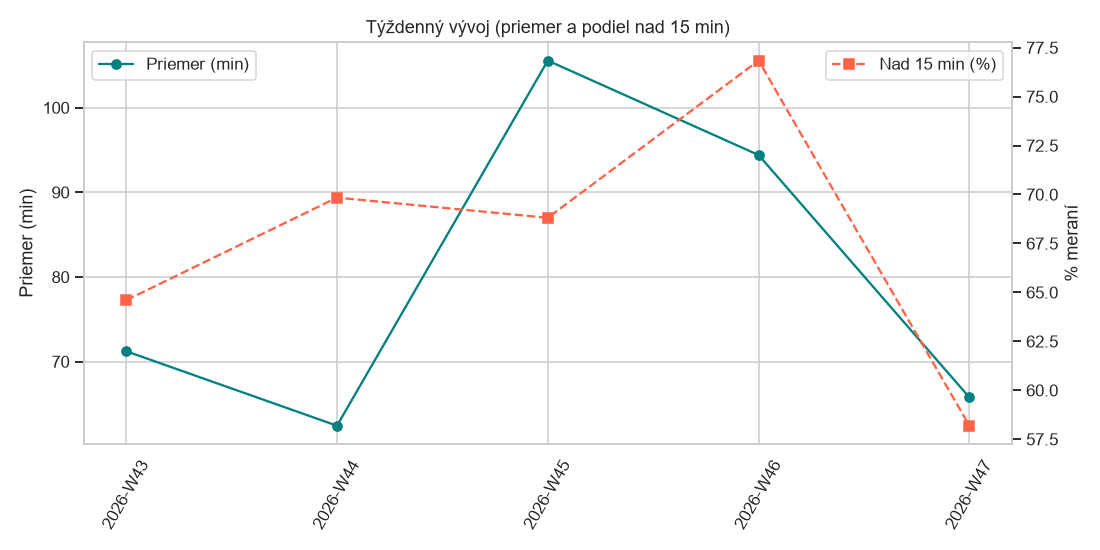 Týždenný vývoj (priemer a podiel nad 15 min)
Priemer (min)
Nad 15 min (%)
Priemer (min)
100
90
80
70
% meraní
77.5
75.0
72.5
70.0
67.5
65.0
62.5
60.0
57.5
2026-W43
2026-W44
2026-W45
2026-W46
2026-W47